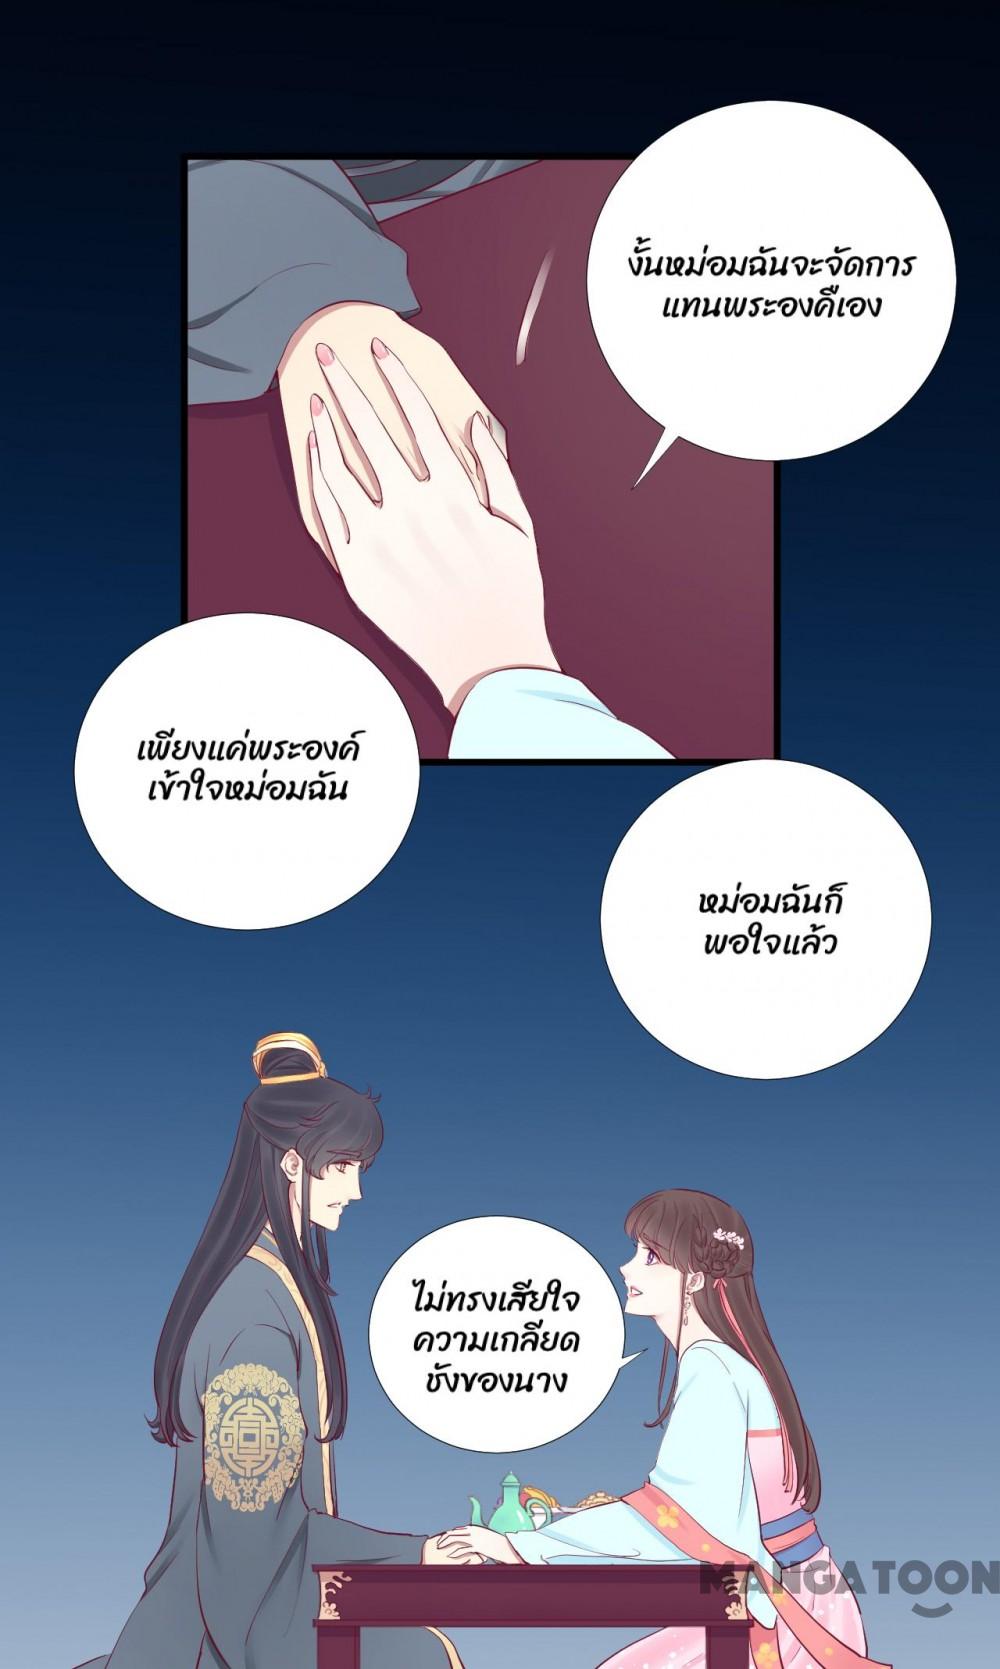 งั้นหม่อมฉันจะจัดการ
แทนพระองค์เอง
เพียงแค่พระองค์
เข้าใจหม่อมฉัน
หม่อมฉันก็
พอใจแล้ว
ไม่ทรงเสียใจ
ความเกลียด
ชังของนาง
MANGATOON